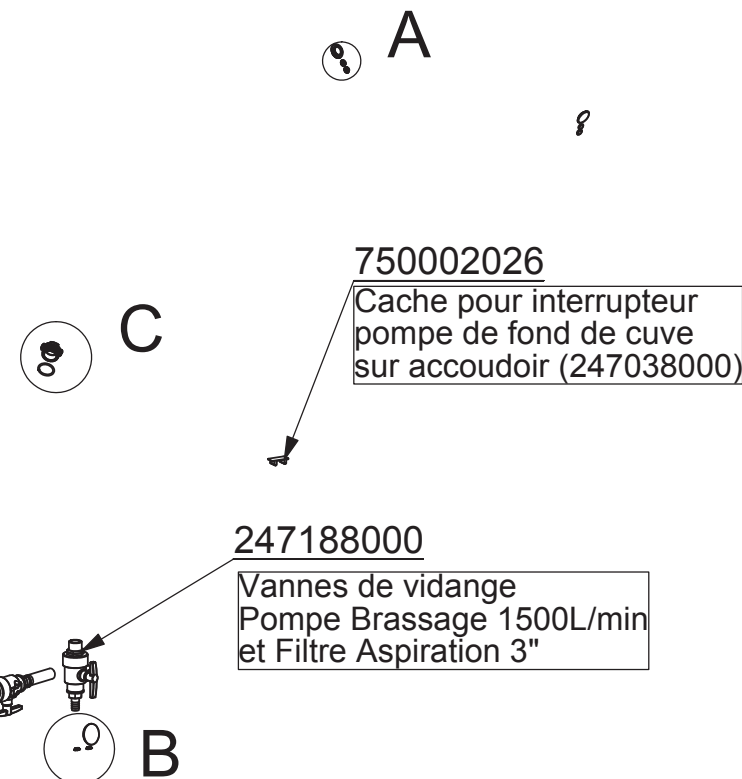 A
750002026
Cache pour interrupteur
pompe de fond de cuve
sur accoudoir (247038000)
C
247188000
Vannes de vidange
Pompe Brassage 1500L/min
et Filtre Aspiration 3"
B